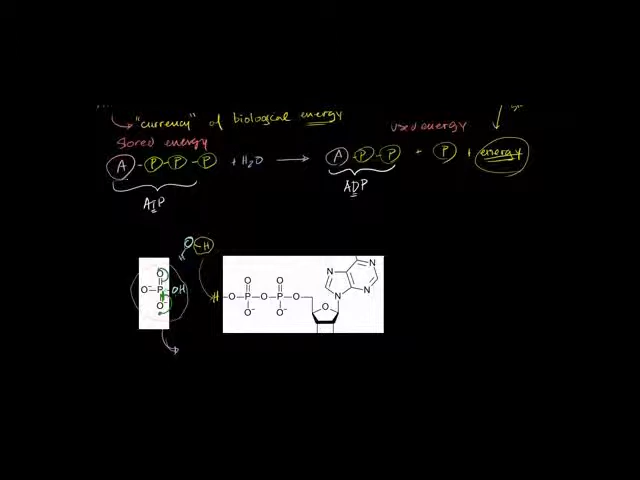 "currency" of biological energy
Stored energy
used energy
A - P - P - P + H₂O → A - P - P + P + energy
ATP
ADP
O - H
O
O⁻ P OH
O⁻
H O P O P O
O O
O⁻ O⁻
N N
N N
O